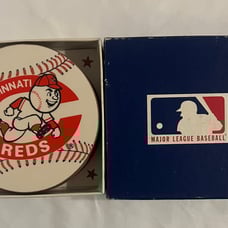 CINNATI
REDS
MAJOR LEAGUE BASEBALL